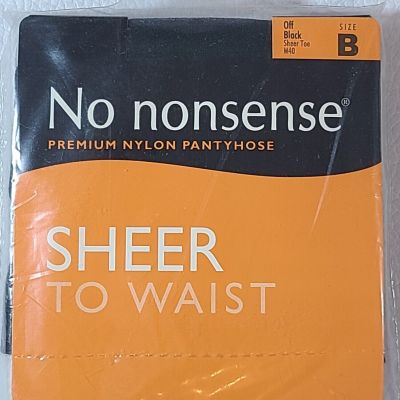 Off
Black
Sheer Toe
M40
SIZE
B
No nonsense®
PREMIUM NYLON PANTYHOSE
SHEER
TO WAIST